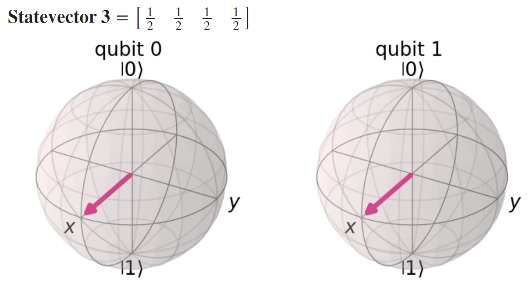 Statevector 3 = [1/2 1/2 1/2 1/2]
qubit 0 qubit 1
|0⟩ |0⟩
y y
x x
|1⟩ |1⟩